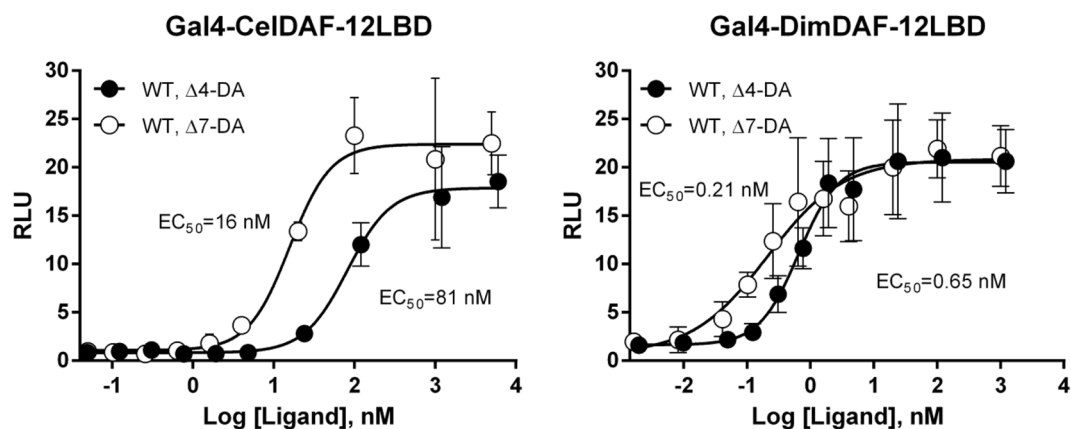 Gal4-CelDAF-12LBD
WT, Δ4-DA
WT, Δ7-DA
30
25
20
15
10
5
0
RLU
EC50=16 nM
EC50=81 nM
-1 0 1 2 3 4
Log [Ligand], nM
Gal4-DimDAF-12LBD
WT, Δ4-DA
WT, Δ7-DA
30
25
20
15
10
5
0
RLU
EC50=0.21 nM
EC50=0.65 nM
-2 -1 0 1 2 3 4
Log [Ligand], nM